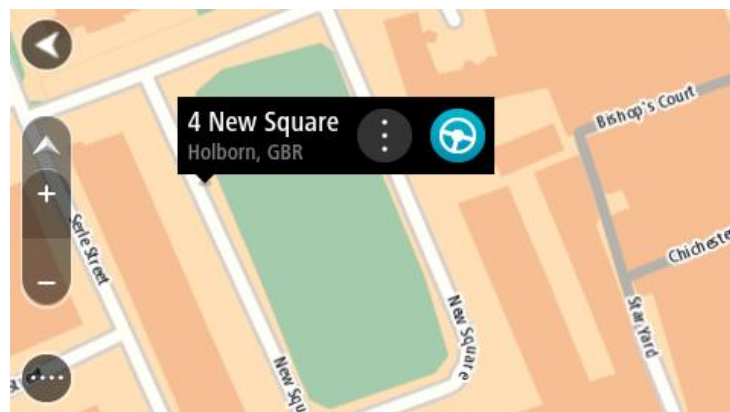 4 New Square
Holborn, GBR
Bishop's Court
Serle Street
Chicheste
New Square
Star Yard
New Squ